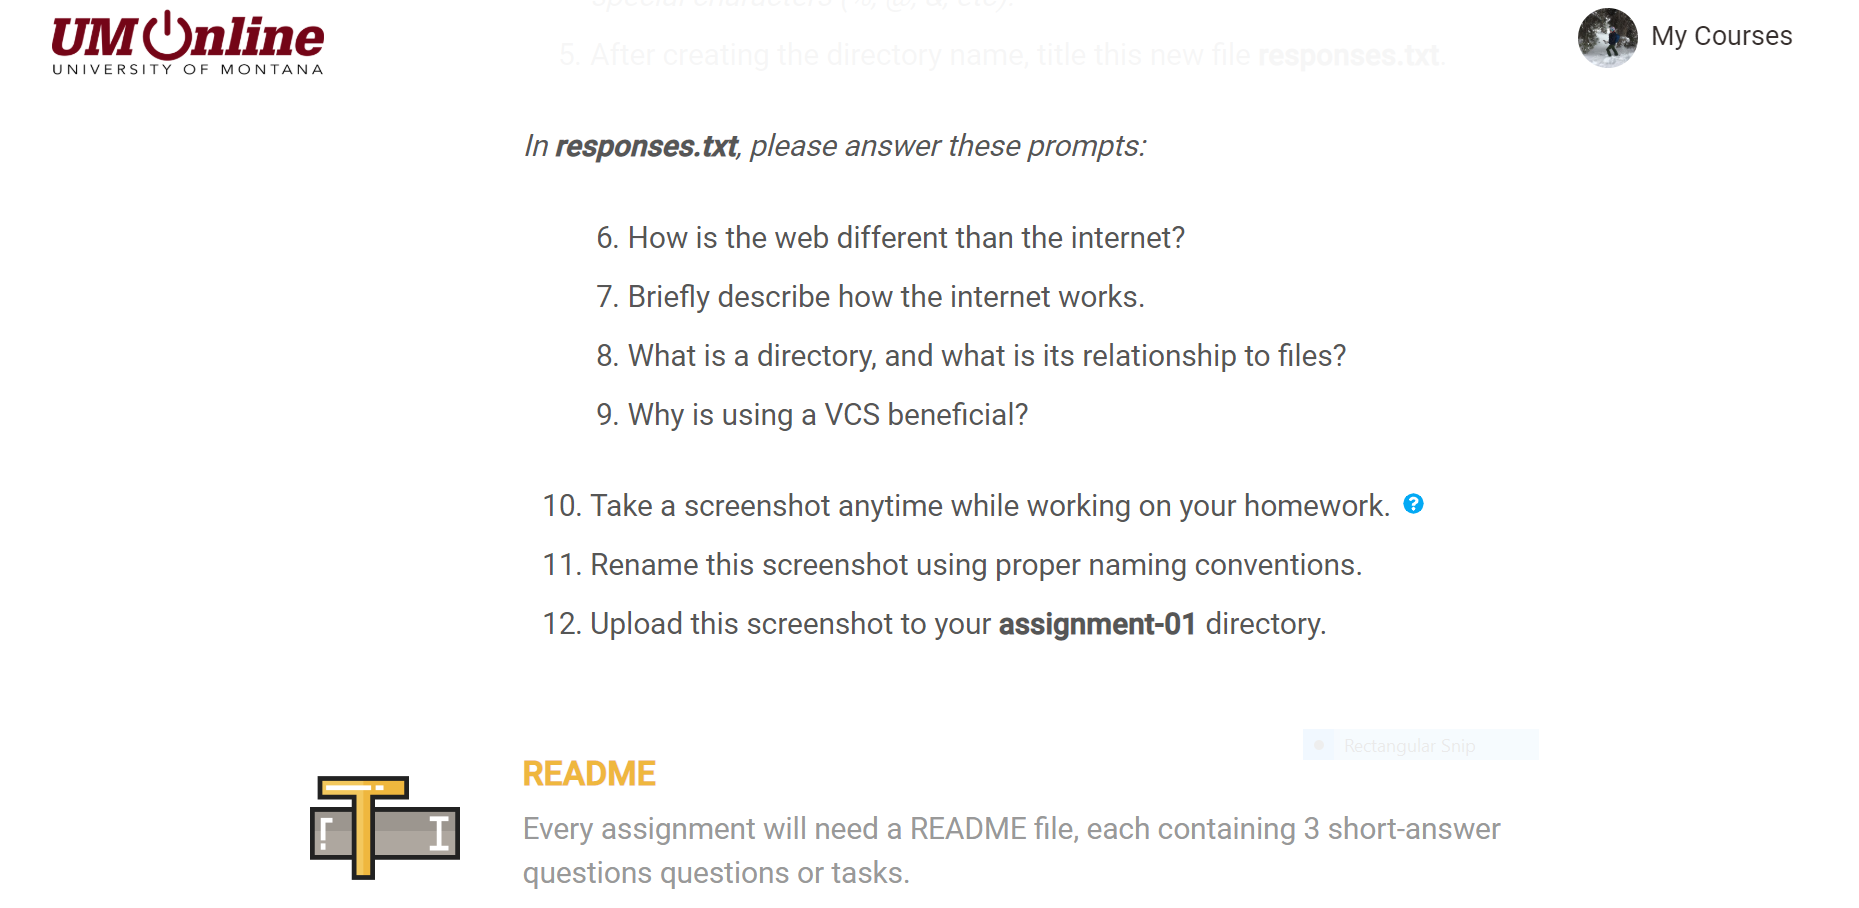 UM Online
UNIVERSITY OF MONTANA
My Courses
special characters (%, @, &, etc).
5. After creating the directory name, title this new file responses.txt.
In responses.txt, please answer these prompts:
6. How is the web different than the internet?
7. Briefly describe how the internet works.
8. What is a directory, and what is its relationship to files?
9. Why is using a VCS beneficial?
10. Take a screenshot anytime while working on your homework. ?
11. Rename this screenshot using proper naming conventions.
12. Upload this screenshot to your assignment-01 directory.
Rectangular Snip
README
Every assignment will need a README file, each containing 3 short-answer
questions questions or tasks.